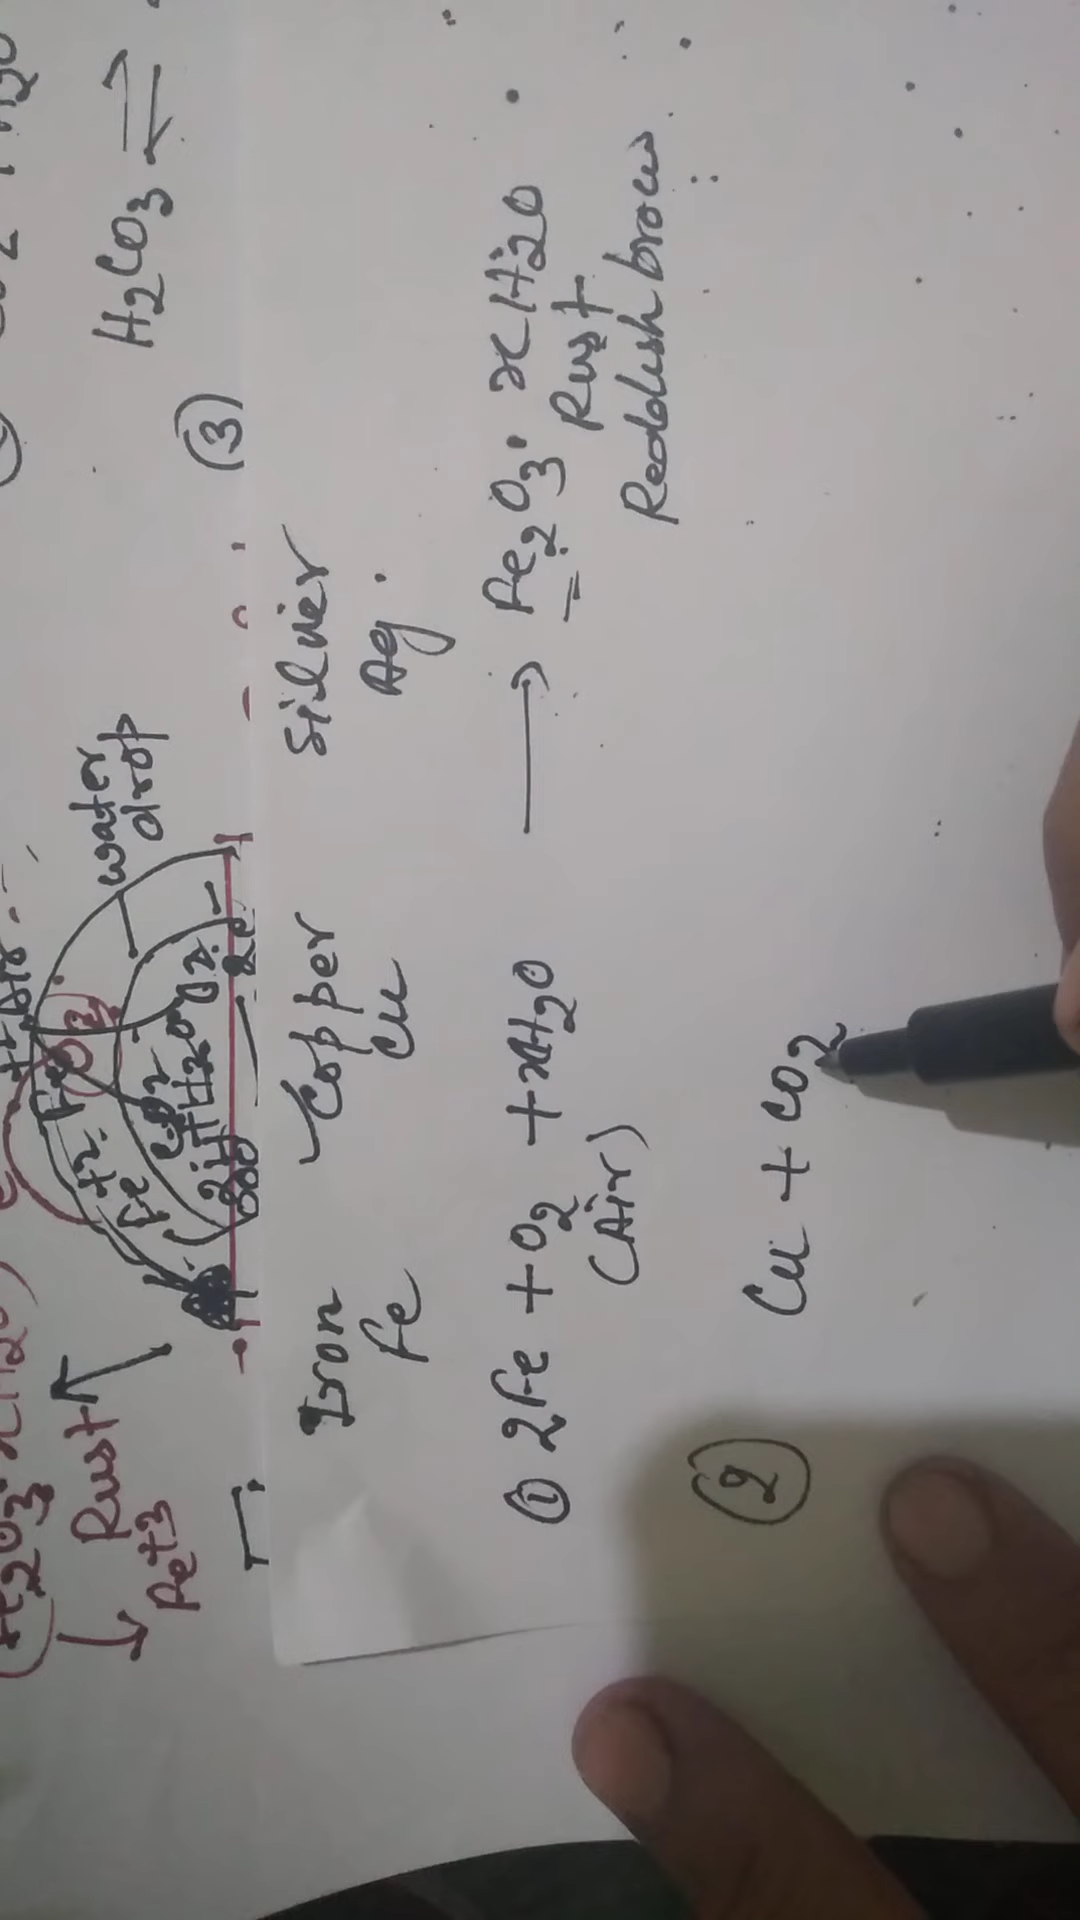 H2CO3 ⇌
(3)
water
drop
Rust
Fe+3
Iron Copper Silver
Fe Cu Ag
① 2Fe + O2 + xH2O → Fe2O3. xH2O
(Air) Rust
Reddish brow
② Cu + CO2